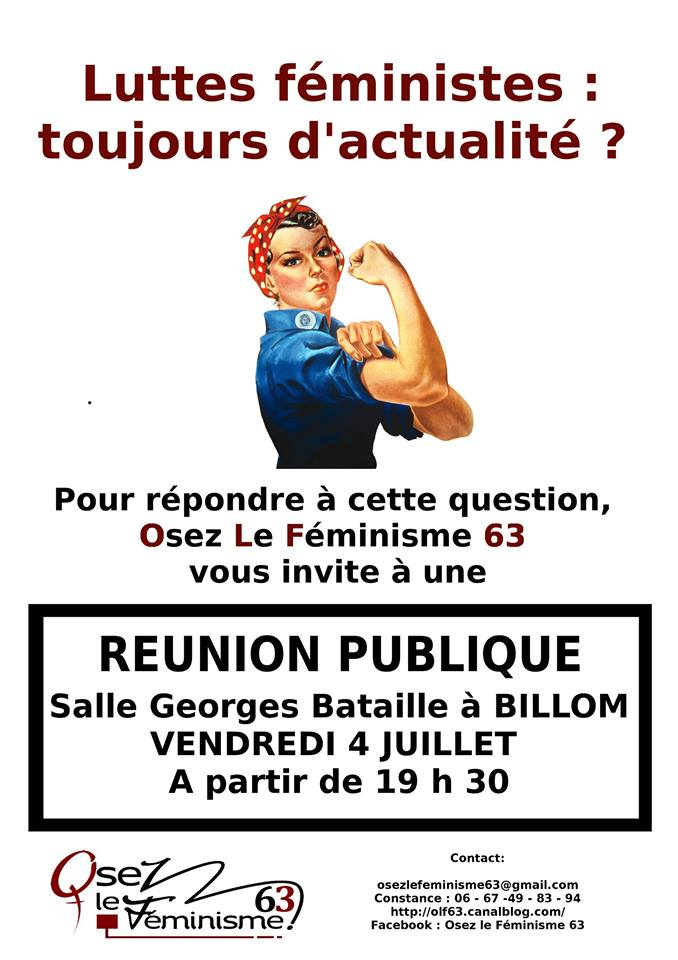 Luttes féministes :
toujours d'actualité ?
Pour répondre à cette question,
Osez Le Féminisme 63
vous invite à une
REUNION PUBLIQUE
Salle Georges Bataille à BILLOM
VENDREDI 4 JUILLET
A partir de 19 h 30
Osez
le 63
Féminisme!
Contact:
osezlefeminisme63@gmail.com
Constance : 06 - 67 -49 - 83 - 94
http://olf63.canalblog.com/
Facebook : Osez le Féminisme 63